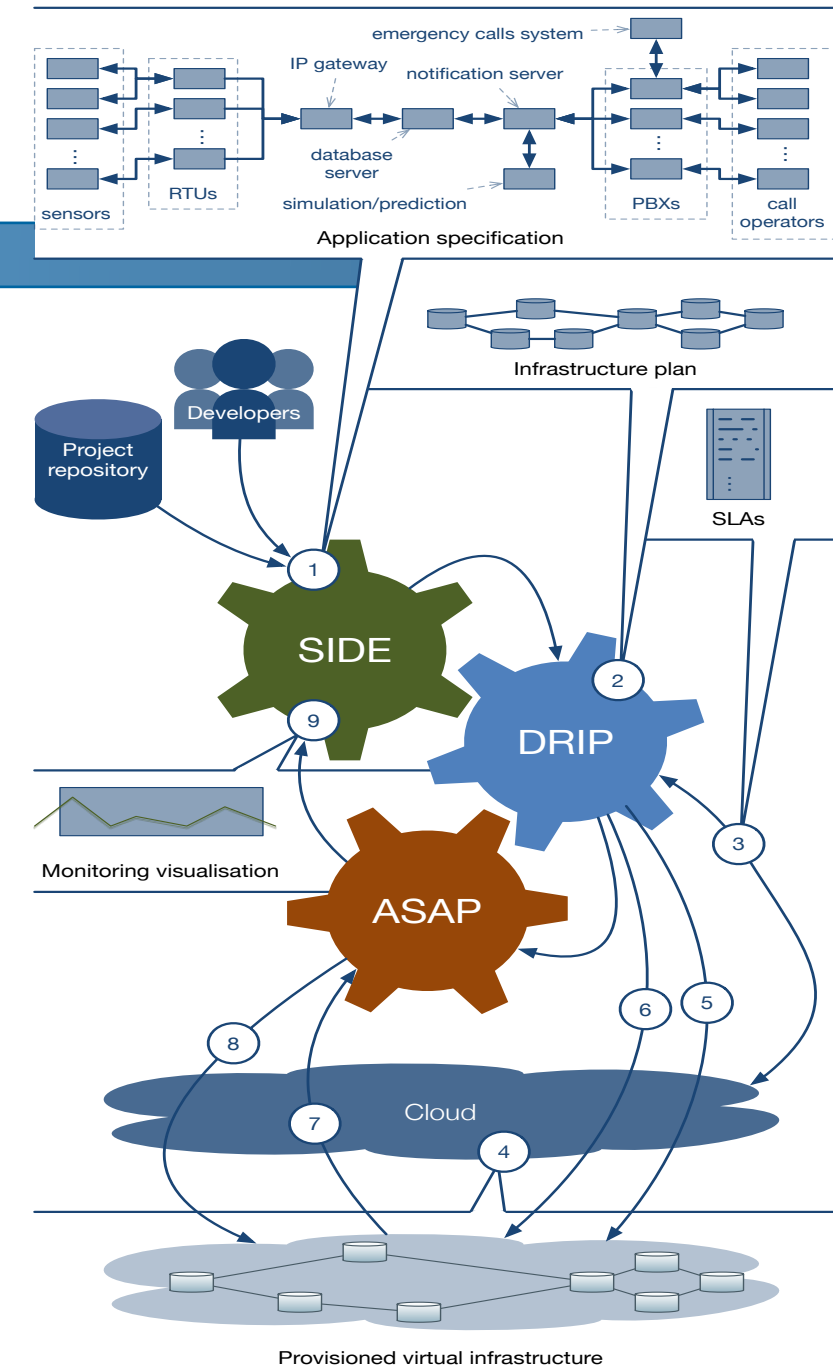 emergency calls system
IP gateway
notification server
database
server
simulation/prediction
sensors
RTUs
PBXs
call
operators
Application specification
Infrastructure plan
Developers
Project
repository
SLAs
1
SIDE
2
9
DRIP
3
Monitoring visualisation
ASAP
6
5
8
Cloud
7
4
Provisioned virtual infrastructure